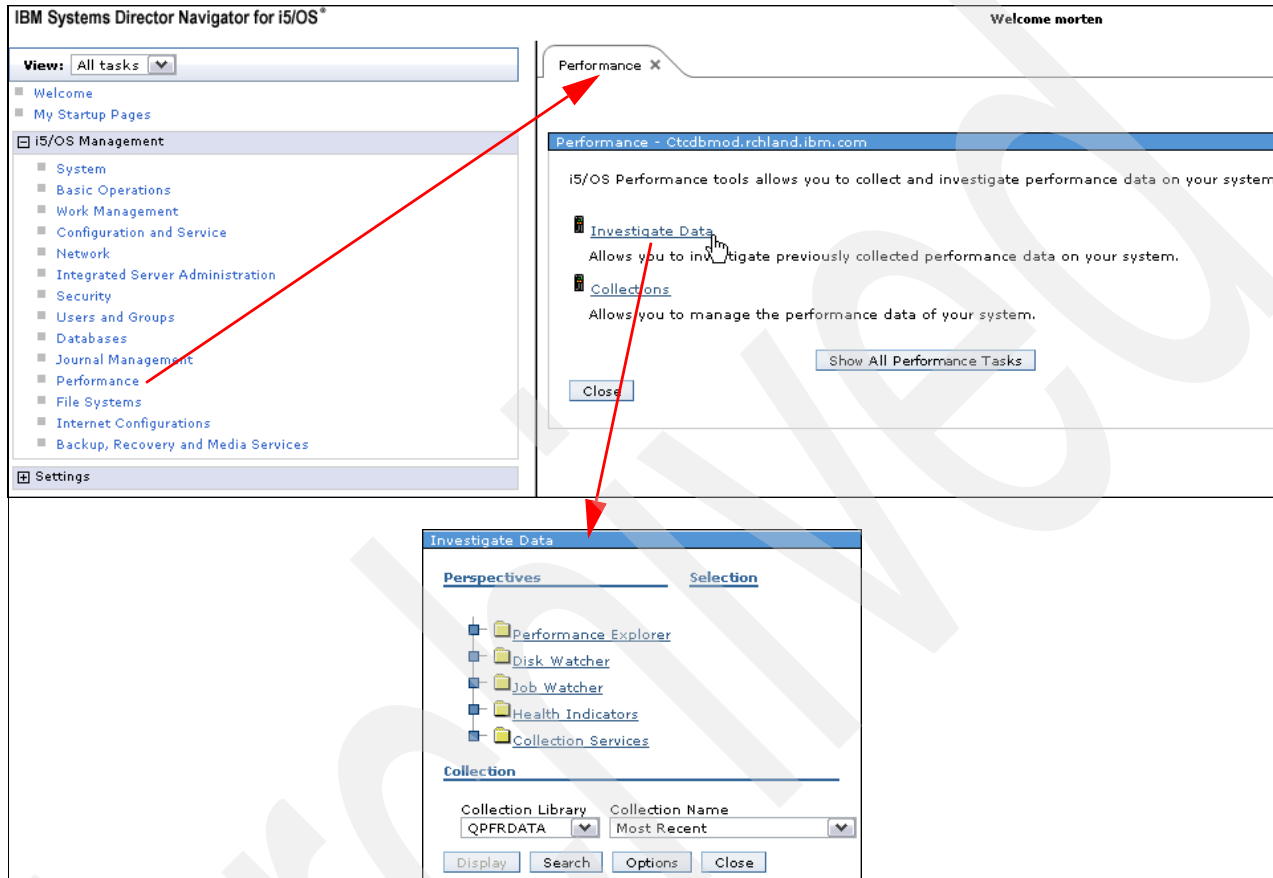 IBM Systems Director Navigator for i5/OS®
Welcome morten
View: All tasks
Welcome
My Startup Pages
i5/OS Management
System
Basic Operations
Work Management
Configuration and Service
Network
Integrated Server Administration
Security
Users and Groups
Databases
Journal Management
Performance
File Systems
Internet Configurations
Backup, Recovery and Media Services
Settings
Performance
Performance - Ctcdbmod.rchland.ibm.com
i5/OS Performance tools allows you to collect and investigate performance data on your system
Investigate Data
Allows you to investigate previously collected performance data on your system.
Collections
Allows you to manage the performance data of your system.
Show All Performance Tasks
Close
Investigate Data
Perspectives Selection
Performance Explorer
Disk Watcher
Job Watcher
Health Indicators
Collection Services
Collection
Collection Library Collection Name
QPFRDATA Most Recent
Display Search Options Close